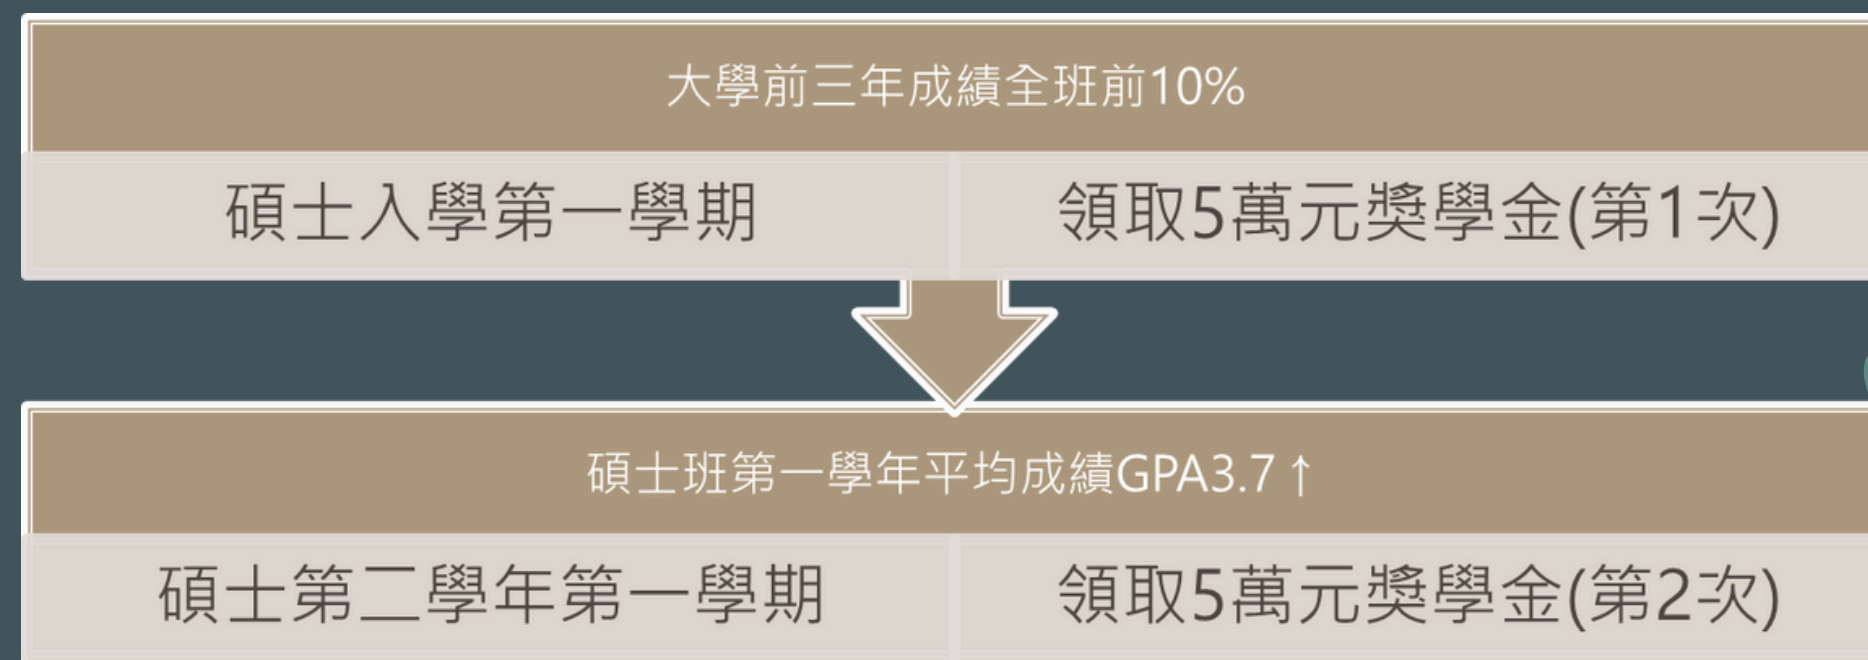 大學前三年成績全班前10%
碩士入學第一學期
領取5萬元獎學金(第1次)
碩士班第一學年平均成績GPA3.7↑
碩士第二學年第一學期
領取5萬元獎學金(第2次)